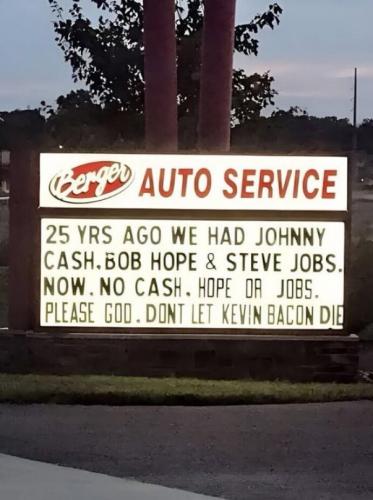 Berger AUTO SERVICE
25 YRS AGO WE HAD JOHNNY
CASH.BOB HOPE & STEVE JOBS.
NOW. NO CASH. HOPE OR JOBS.
PLEASE GOD. DONT LET KEVIN BACON DIE